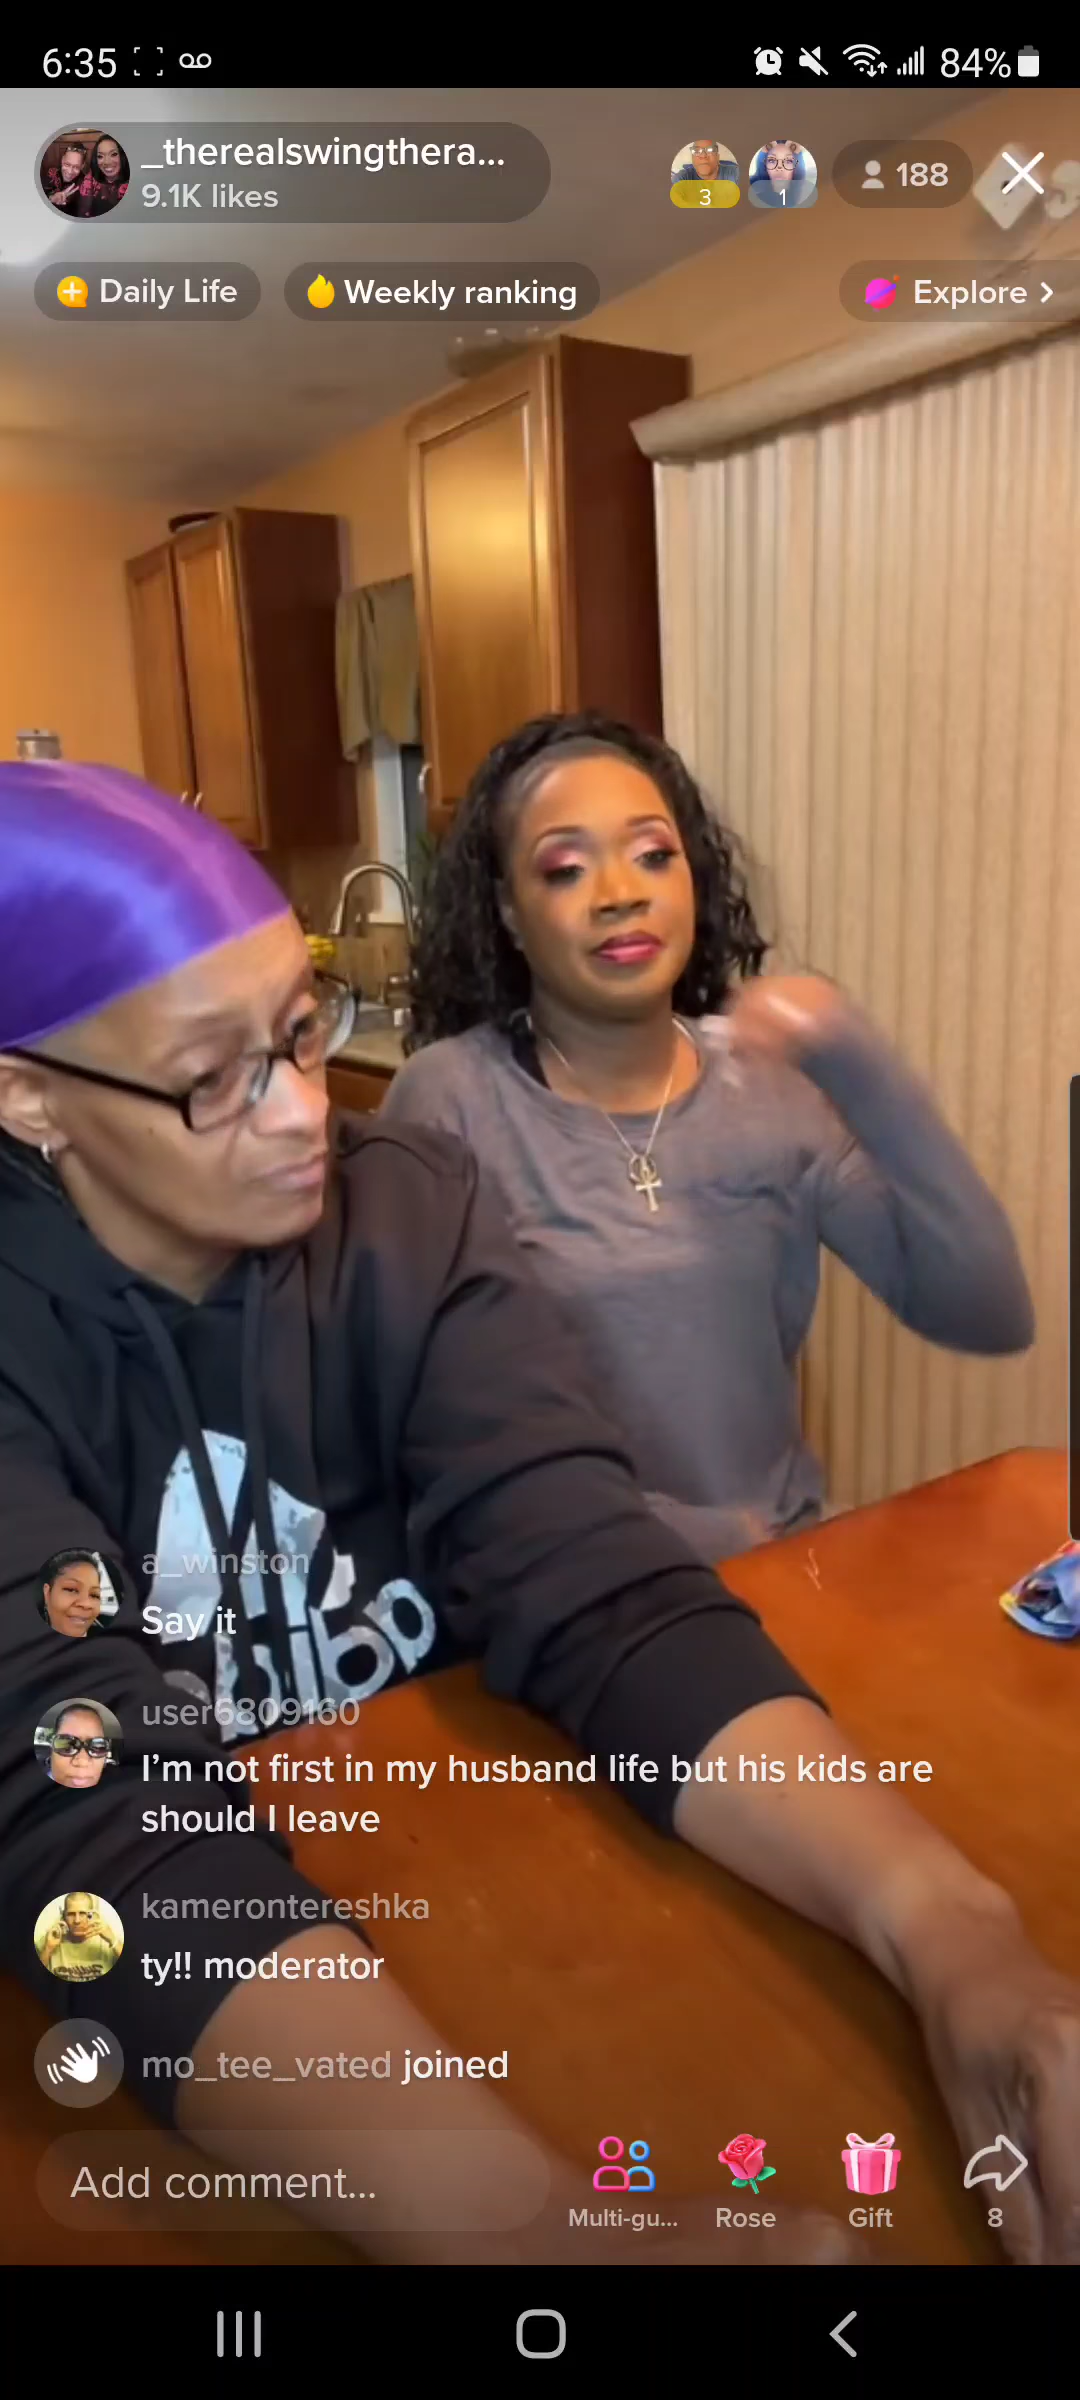 6:35
84%
_therealswingthera...
9.1K likes
3
1
188
Daily Life
Weekly ranking
Explore
a_winston
Say it
user6809160
I'm not first in my husband life but his kids are
should I leave
kamerontereshka
ty!! moderator
mo_tee_vated joined
Add comment...
Multi-gu...
Rose
Gift
8